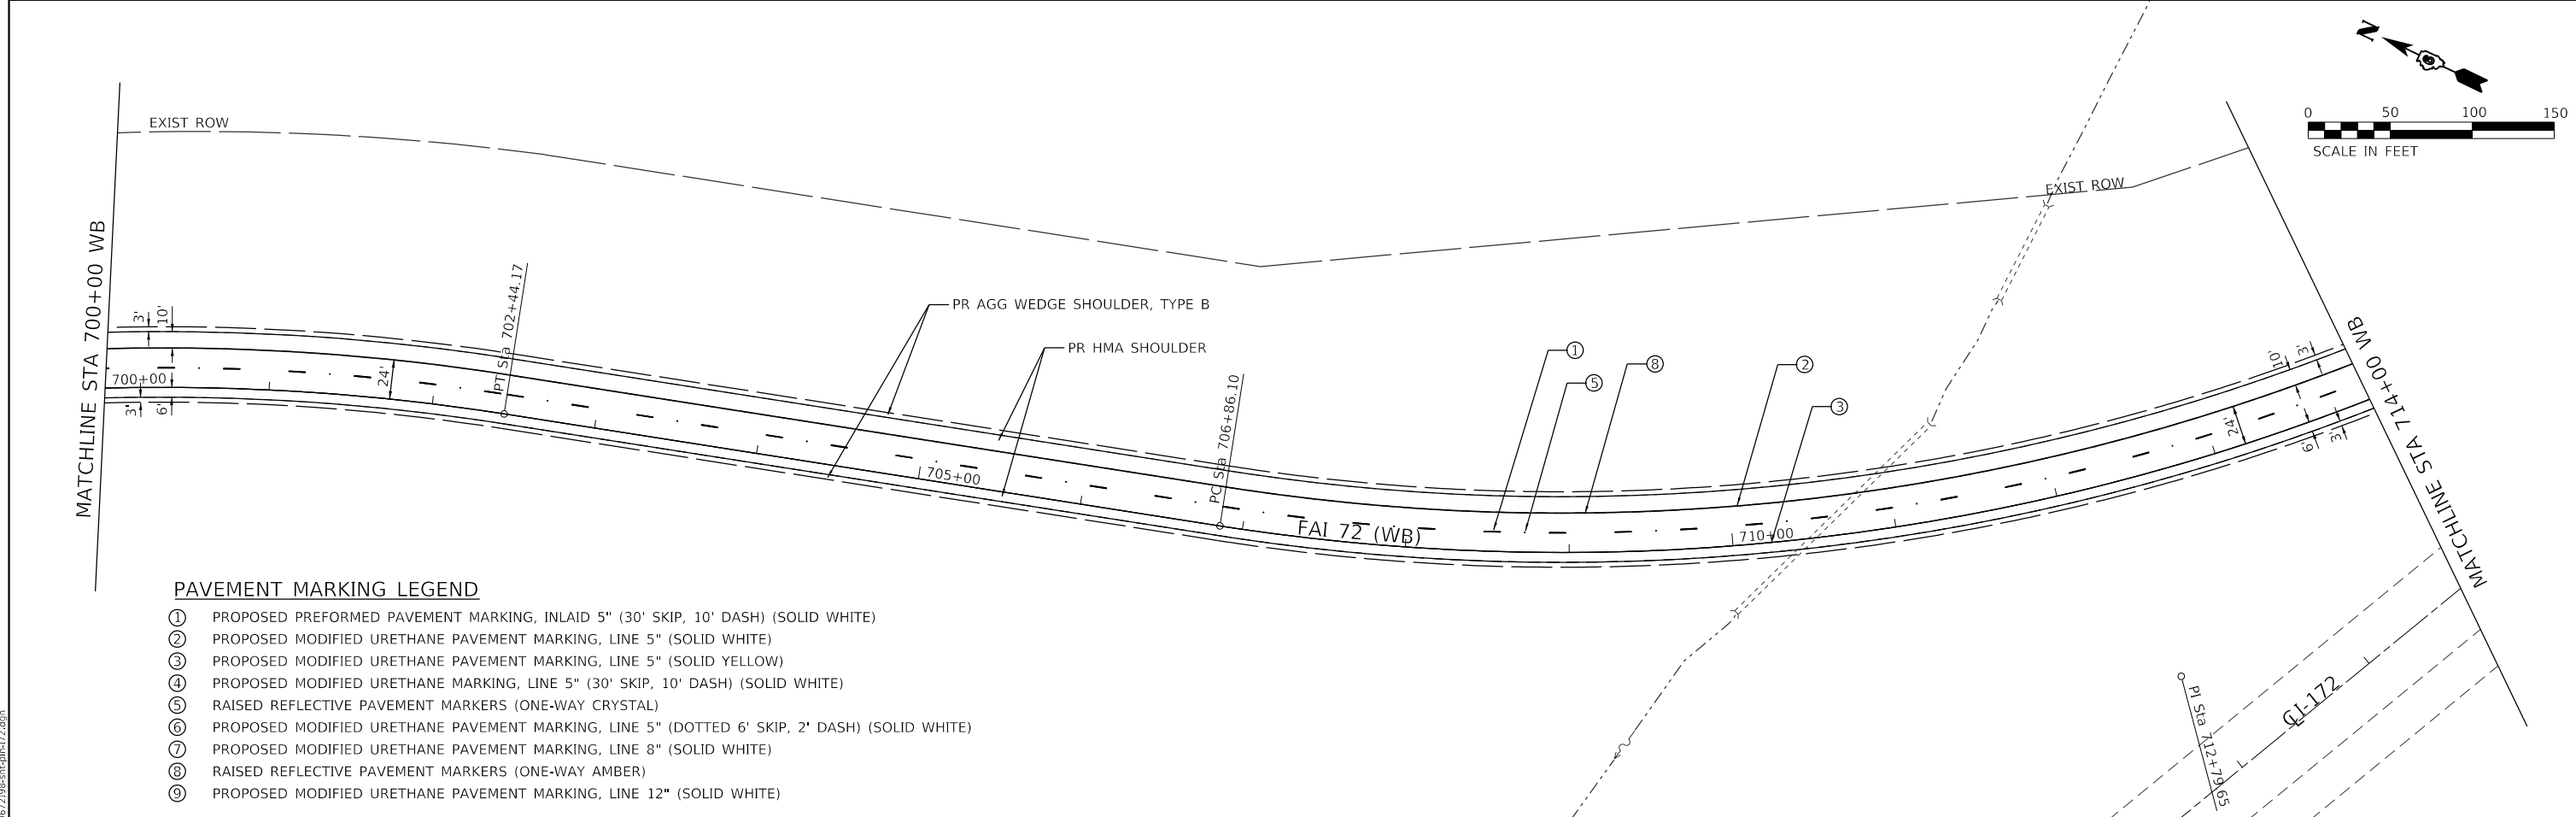 N
0 50 100 150
SCALE IN FEET
EXIST ROW
EXIST ROW
MATCHLINE STA 700+00 WB
3' 10'
700+00
3' 6'
24'
PT Sta 702+44.17
PR AGG WEDGE SHOULDER, TYPE B
PR HMA SHOULDER
705+00
PC Sta 706+86.10
FAI 72 (WB)
1
5
8
2
3
710+00
24'
10' 3'
6' 3'
MATCHLINE STA 714+00 WB
PI Sta 712+79.65
CI-172
PAVEMENT MARKING LEGEND
1 PROPOSED PREFORMED PAVEMENT MARKING, INLAID 5" (30' SKIP, 10' DASH) (SOLID WHITE)
2 PROPOSED MODIFIED URETHANE PAVEMENT MARKING, LINE 5" (SOLID WHITE)
3 PROPOSED MODIFIED URETHANE PAVEMENT MARKING, LINE 5" (SOLID YELLOW)
4 PROPOSED MODIFIED URETHANE MARKING, LINE 5" (30' SKIP, 10' DASH) (SOLID WHITE)
5 RAISED REFLECTIVE PAVEMENT MARKERS (ONE-WAY CRYSTAL)
6 PROPOSED MODIFIED URETHANE PAVEMENT MARKING, LINE 5" (DOTTED 6' SKIP, 2' DASH) (SOLID WHITE)
7 PROPOSED MODIFIED URETHANE PAVEMENT MARKING, LINE 8" (SOLID WHITE)
8 RAISED REFLECTIVE PAVEMENT MARKERS (ONE-WAY AMBER)
9 PROPOSED MODIFIED URETHANE PAVEMENT MARKING, LINE 12" (SOLID WHITE)